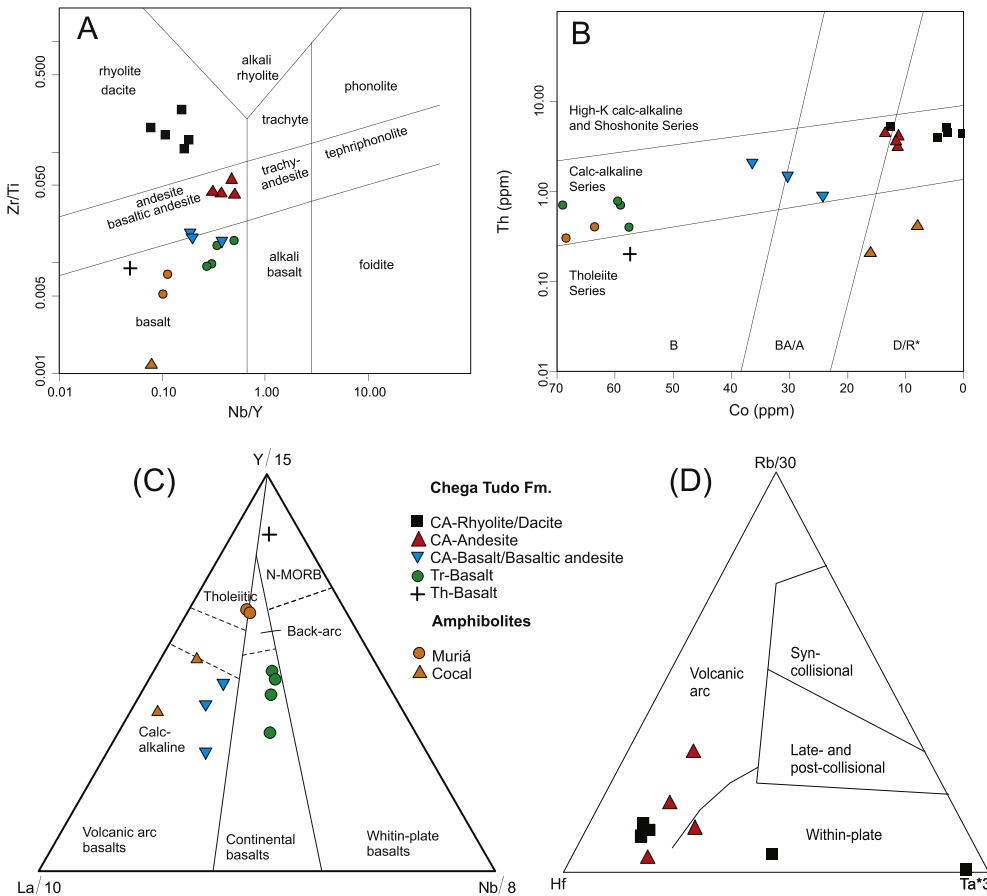 A
rhyolite
dacite
alkali
rhyolite
phonolite
trachyte
tephriphonolite
trachy-
andesite
andesite
basaltic andesite
alkali
basalt
foidite
basalt
Zr/Ti
0.500
0.050
0.005
0.001
0.01
0.10
1.00
10.00
Nb/Y
B
High-K calc-alkaline
and Shoshonite Series
Calc-alkaline
Series
Tholeiite
Series
B
BA/A
D/R*
Th (ppm)
10.00
1.00
0.10
0.01
70
50
40
30
20
10
0
Co (ppm)
(C)
Y/15
N-MORB
Tholeiitic
Back-arc
Calc-
alkaline
Volcanic arc
basalts
Continental
basalts
Whitin-plate
basalts
La/10
Nb/8
Chega Tudo Fm.
CA-Rhyolite/Dacite
CA-Andesite
CA-Basalt/Basaltic andesite
Tr-Basalt
Th-Basalt
Amphibolites
Muriá
Cocal
(D)
Rb/30
Volcanic
arc
Syn-
collisional
Late- and
post-collisional
Within-plate
Hf
Ta*3